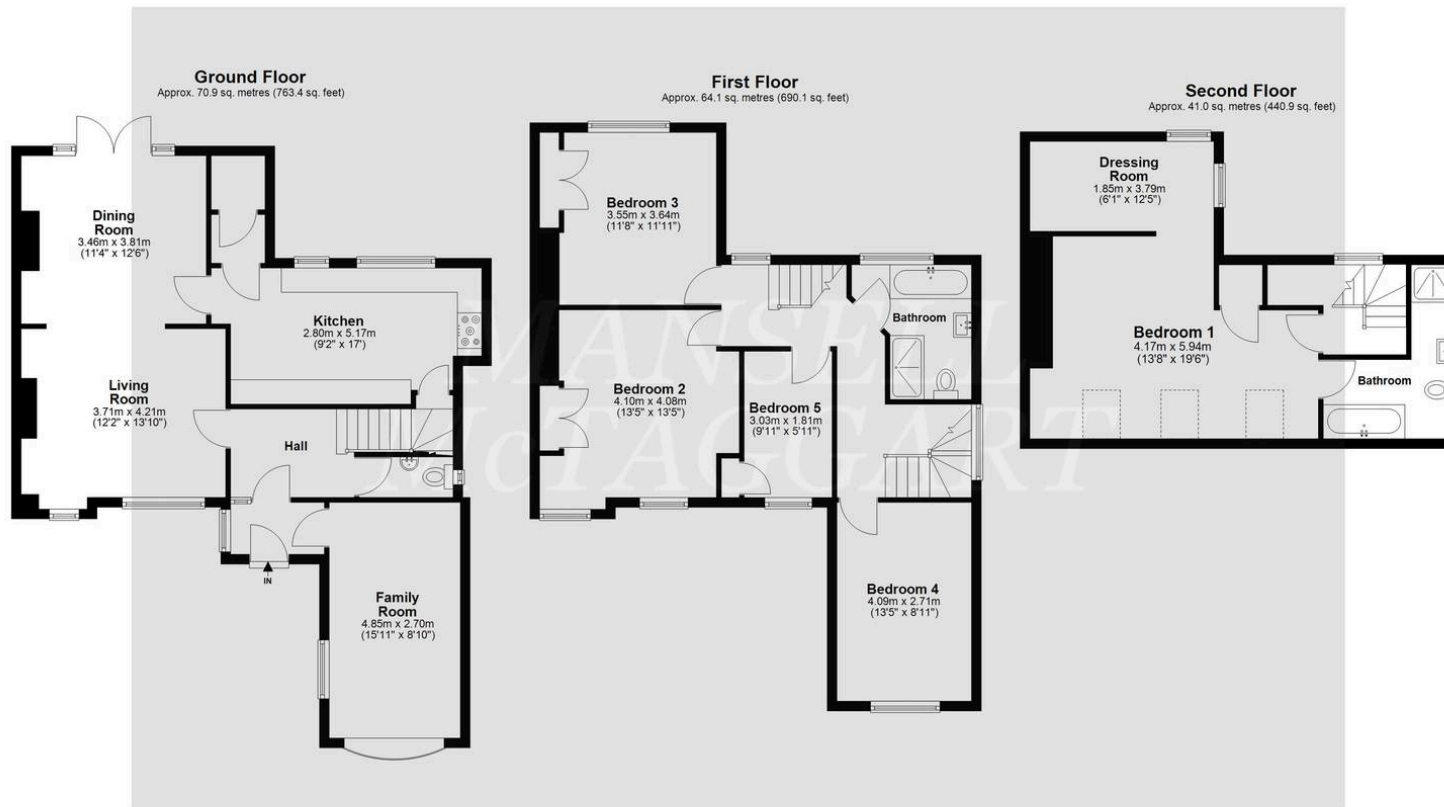 Ground Floor
Approx. 70.9 sq. metres (763.4 sq. feet)
Dining
Room
3.46m x 3.81m
(11'4" x 12'6")
Kitchen
2.80m x 5.17m
(9'2" x 17')
Living
Room
3.71m x 4.21m
(12'2" x 13'10")
Hall
IN
Family
Room
4.85m x 2.70m
(15'11" x 8'10")
First Floor
Approx. 64.1 sq. metres (690.1 sq. feet)
Bedroom 3
3.55m x 3.64m
(11'8" x 11'11")
Bathroom
Bedroom 2
4.10m x 4.08m
(13'5" x 13'5")
Bedroom 5
3.03m x 1.81m
(9'11" x 5'11")
Bedroom 4
4.09m x 2.71m
(13'5" x 8'11")
Second Floor
Approx. 41.0 sq. metres (440.9 sq. feet)
Dressing
Room
1.85m x 3.79m
(6'1" x 12'5")
Bedroom 1
4.17m x 5.94m
(13'8" x 19'6")
Bathroom
MANSELL
McTAGGART